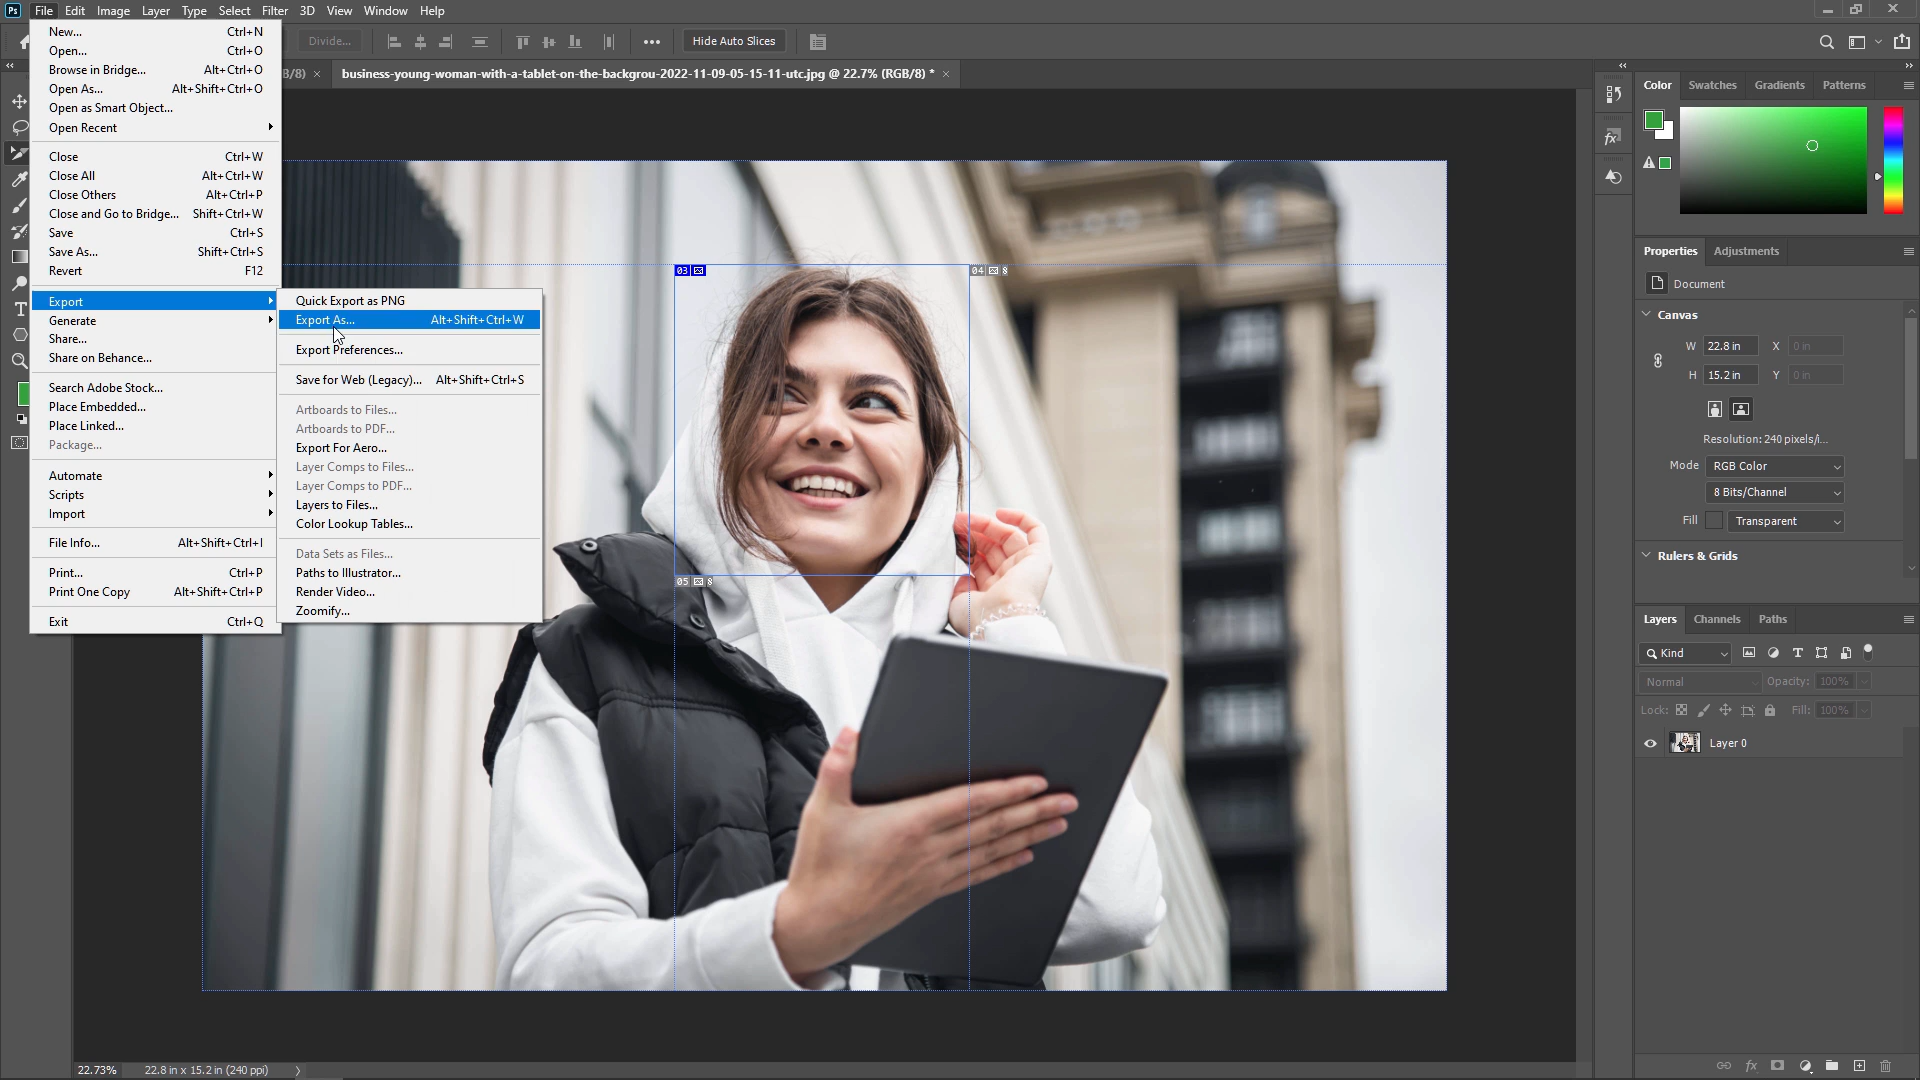 Ps File Edit Image Layer Type Select Filter 3D View Window Help
Divide... ••• Hide Auto Slices
B/8) × business-young-woman-with-a-tablet-on-the-backgrou-2022-11-09-05-15-11-utc.jpg @ 22.7% (RGB/8) * ×
New... Ctrl+N
Open... Ctrl+O
Browse in Bridge... Alt+Ctrl+O
Open As... Alt+Shift+Ctrl+O
Open as Smart Object...
Open Recent
Close Ctrl+W
Close All Alt+Ctrl+W
Close Others Alt+Ctrl+P
Close and Go to Bridge... Shift+Ctrl+W
Save Ctrl+S
Save As... Shift+Ctrl+S
Revert F12
Export
Generate
Share...
Share on Behance...
Search Adobe Stock...
Place Embedded...
Place Linked...
Package...
Automate
Scripts
Import
File Info... Alt+Shift+Ctrl+I
Print... Ctrl+P
Print One Copy Alt+Shift+Ctrl+P
Exit Ctrl+Q
Quick Export as PNG
Export As... Alt+Shift+Ctrl+W
Export Preferences...
Save for Web (Legacy)... Alt+Shift+Ctrl+S
Artboards to Files...
Artboards to PDF...
Export For Aero...
Layer Comps to Files...
Layer Comps to PDF...
Layers to Files...
Color Lookup Tables...
Data Sets as Files...
Paths to Illustrator...
Render Video...
Zoomify...
03
04
05
Color Swatches Gradients Patterns
Properties Adjustments
Document
Canvas
W 22.8 in X 0 in
H 15.2 in Y 0 in
Resolution: 240 pixels/i...
Mode RGB Color
8 Bits/Channel
Fill Transparent
Rulers & Grids
Layers Channels Paths
Kind
Normal Opacity: 100%
Lock: Fill: 100%
Layer 0
22.73% 22.8 in x 15.2 in (240 ppi)